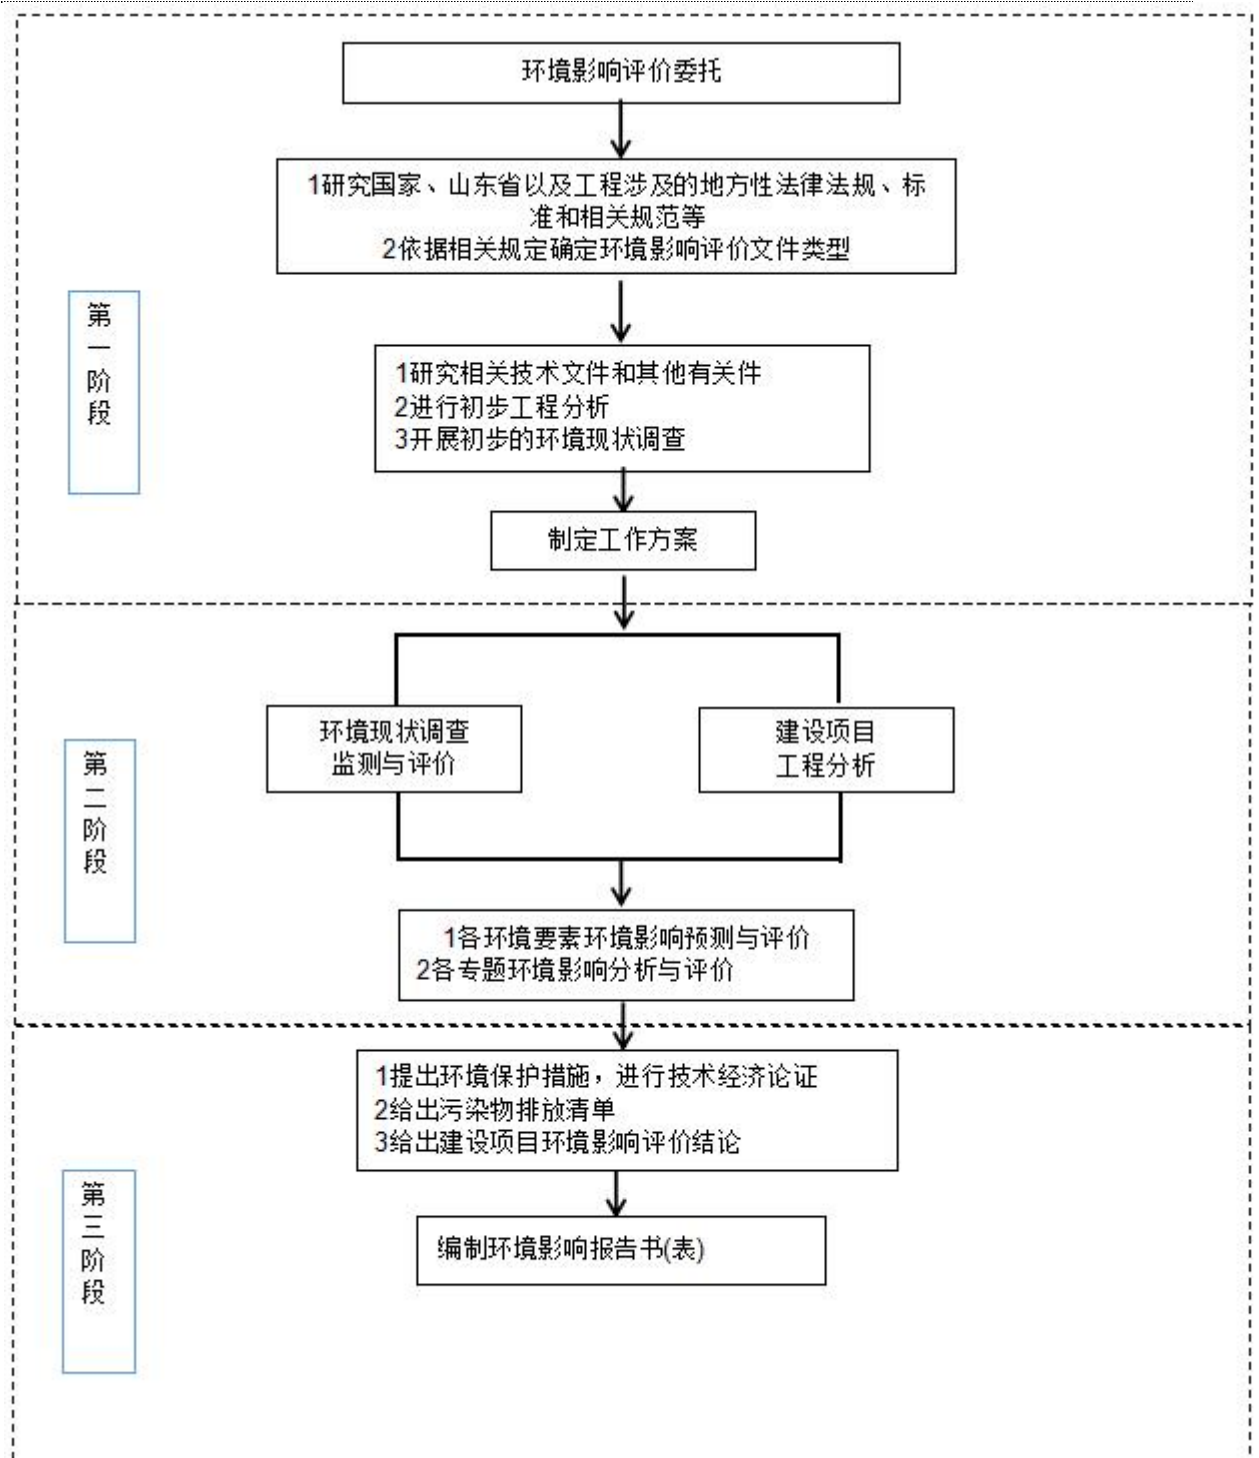 环境影响评价委托
1研究国家、山东省以及工程涉及的地方性法律法规、标
准和相关规范等
2依据相关规定确定环境影响评价文件类型
第
一
阶
段
1研究相关技术文件和其他有关件
2进行初步工程分析
3开展初步的环境现状调查
制定工作方案
环境现状调查
监测与评价
建设项目
工程分析
第
二
阶
段
1各环境要素环境影响预测与评价
2各专题环境影响分析与评价
1提出环境保护措施，进行技术经济论证
2给出污染物排放清单
3给出建设项目环境影响评价结论
第
三
阶
段
编制环境影响报告书(表)